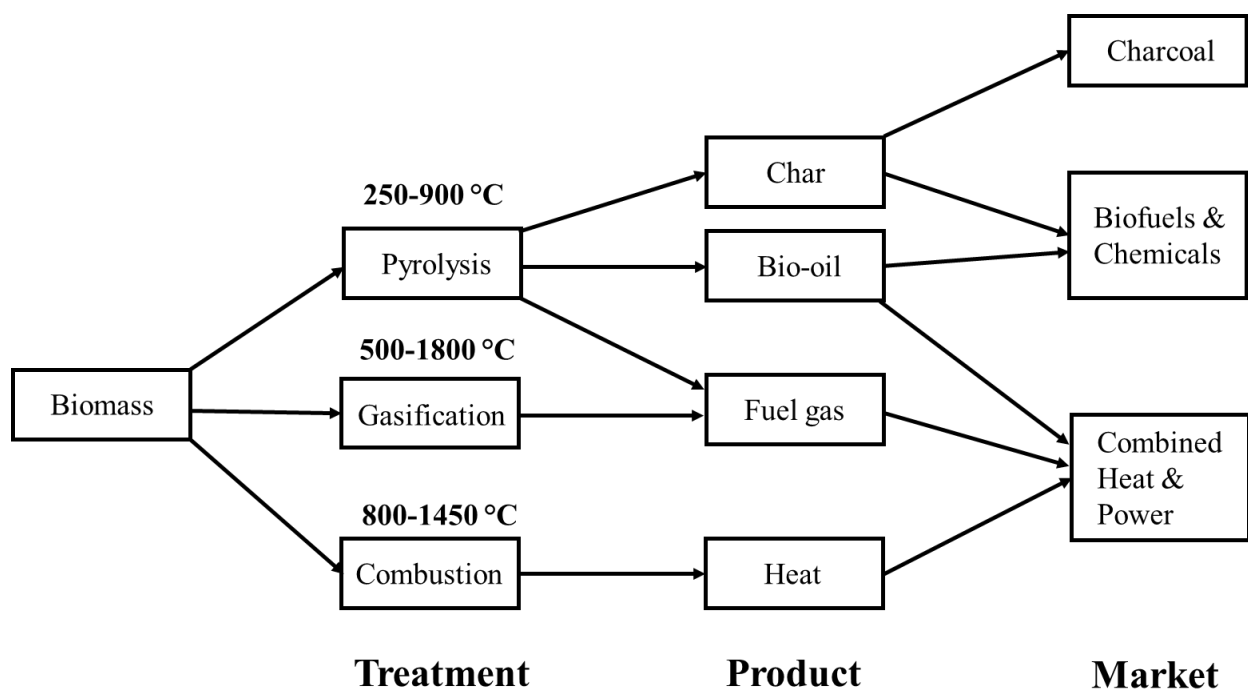 Charcoal
Char
250-900 °C
Biofuels &
Chemicals
Pyrolysis
Bio-oil
500-1800 °C
Biomass
Gasification
Fuel gas
Combined
Heat &
Power
800-1450 °C
Combustion
Heat
Treatment
Product
Market